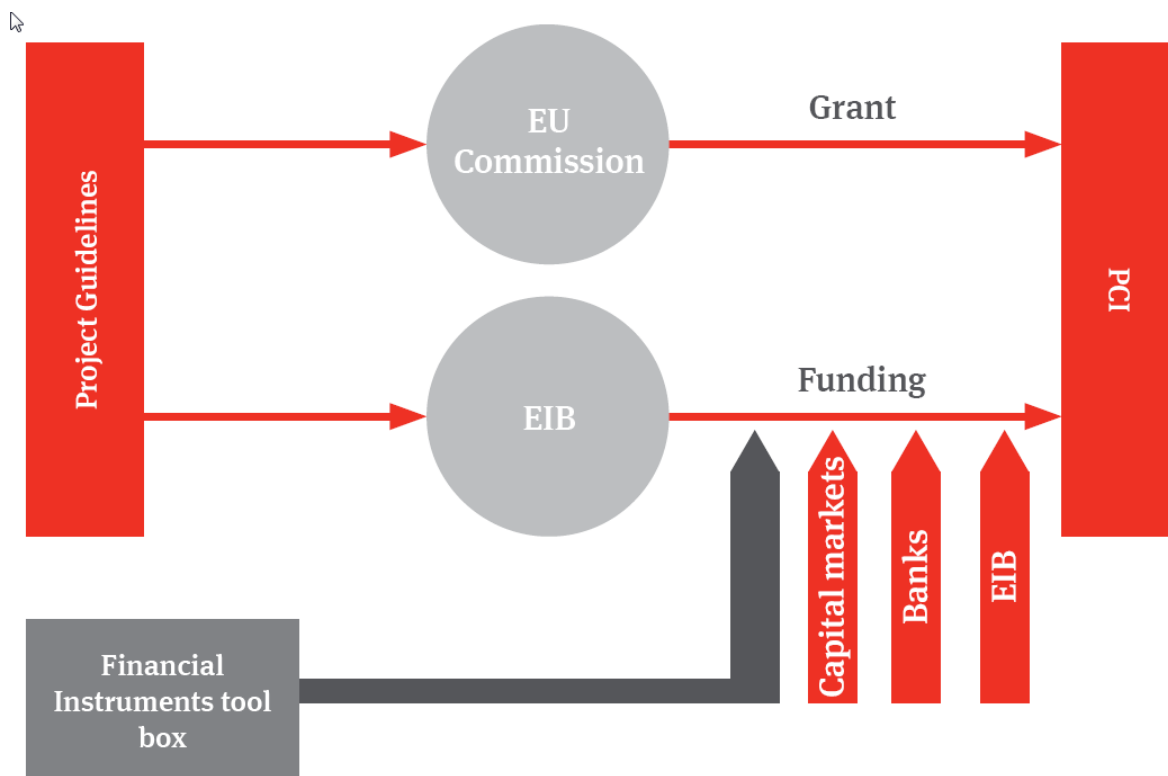 Project Guidelines
EU
Commission
Grant
PCI
EIB
Funding
Capital markets
Banks
EIB
Financial
Instruments tool
box